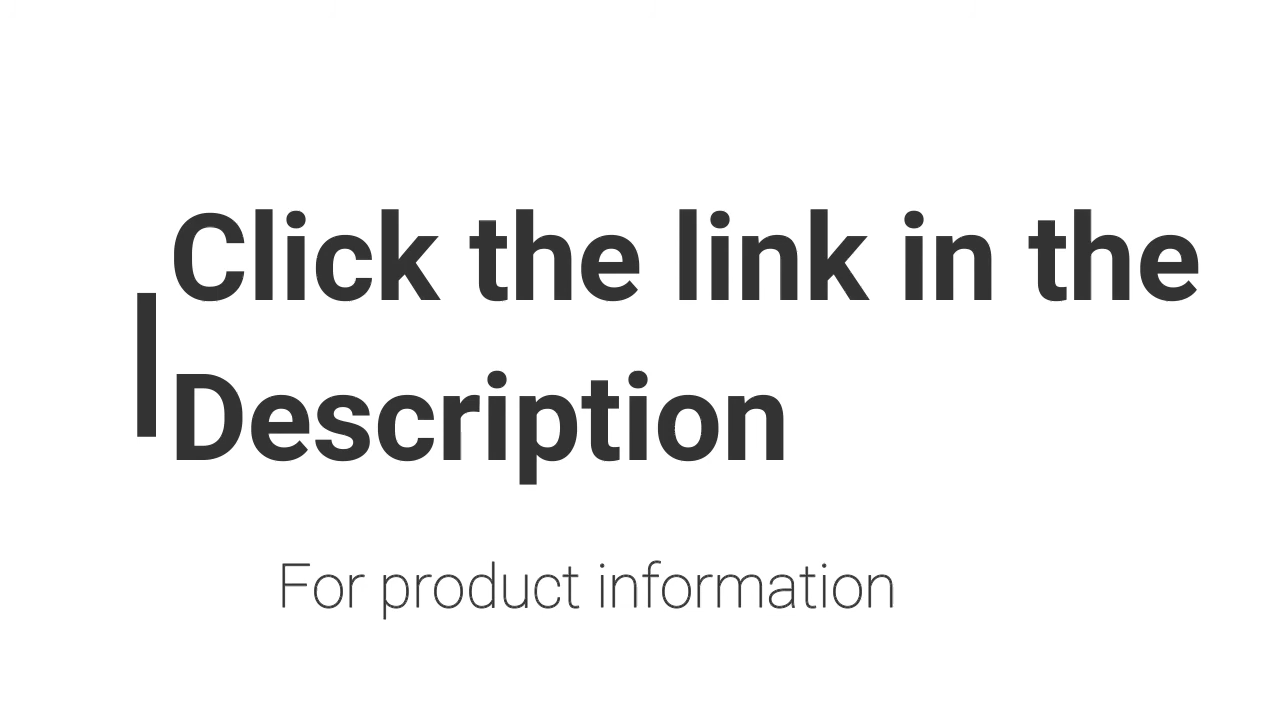 Click the link in the
Description
For product information